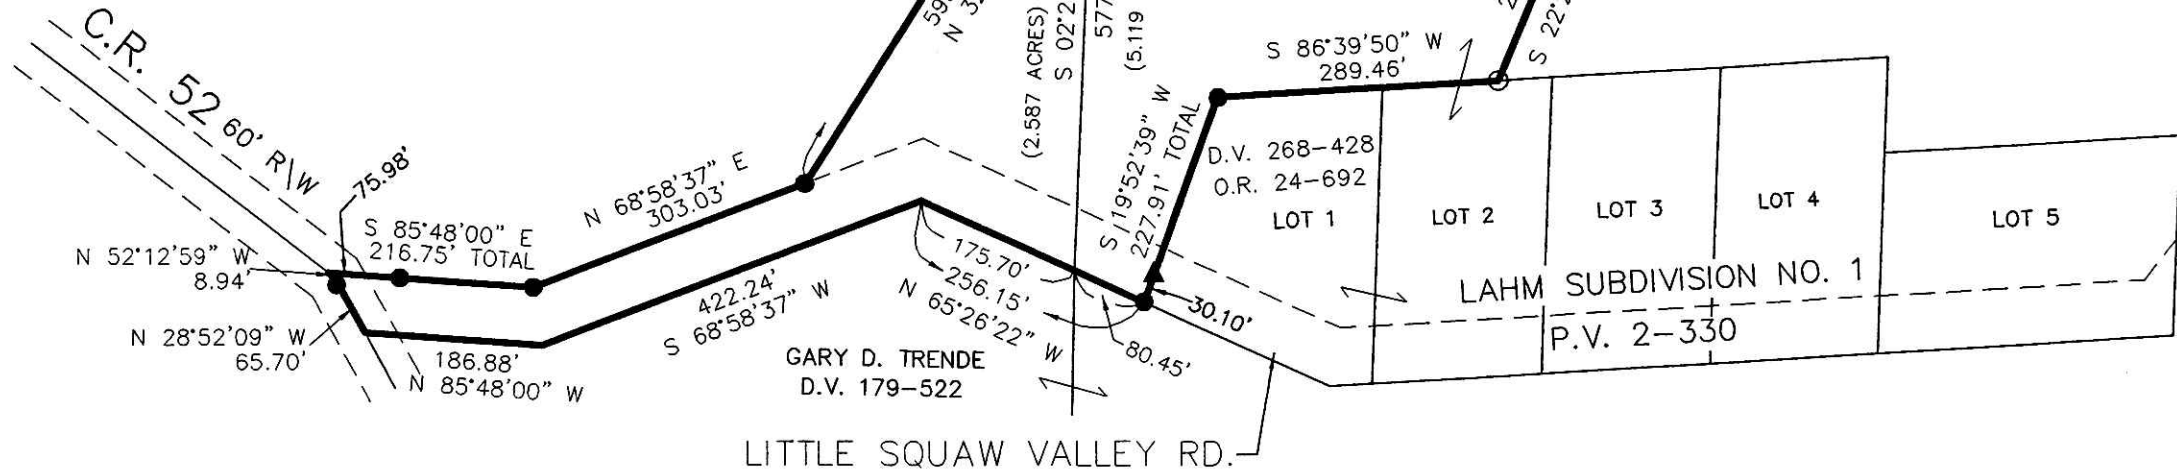 C.R. 52 60' R\W
75.98'
S 85°48'00" E
216.75' TOTAL
N 52°12'59" W
8.94'
N 28°52'09" W
65.70'
186.88'
N 85°48'00" W
N 68°58'37" E
303.03'
422.24'
S 68°58'37" W
GARY D. TRENDE
D.V. 179-522
(2.587 ACRES)
(5.119
S 86°39'50" W
289.46'
S 19°52'39" W
227.91' TOTAL
175.70'
256.15'
N 65°26'22" W
80.45'
30.10'
D.V. 268-428
O.R. 24-692
LOT 1
LOT 2
LOT 3
LOT 4
LOT 5
LAHM SUBDIVISION NO. 1
P.V. 2-330
LITTLE SQUAW VALLEY RD.